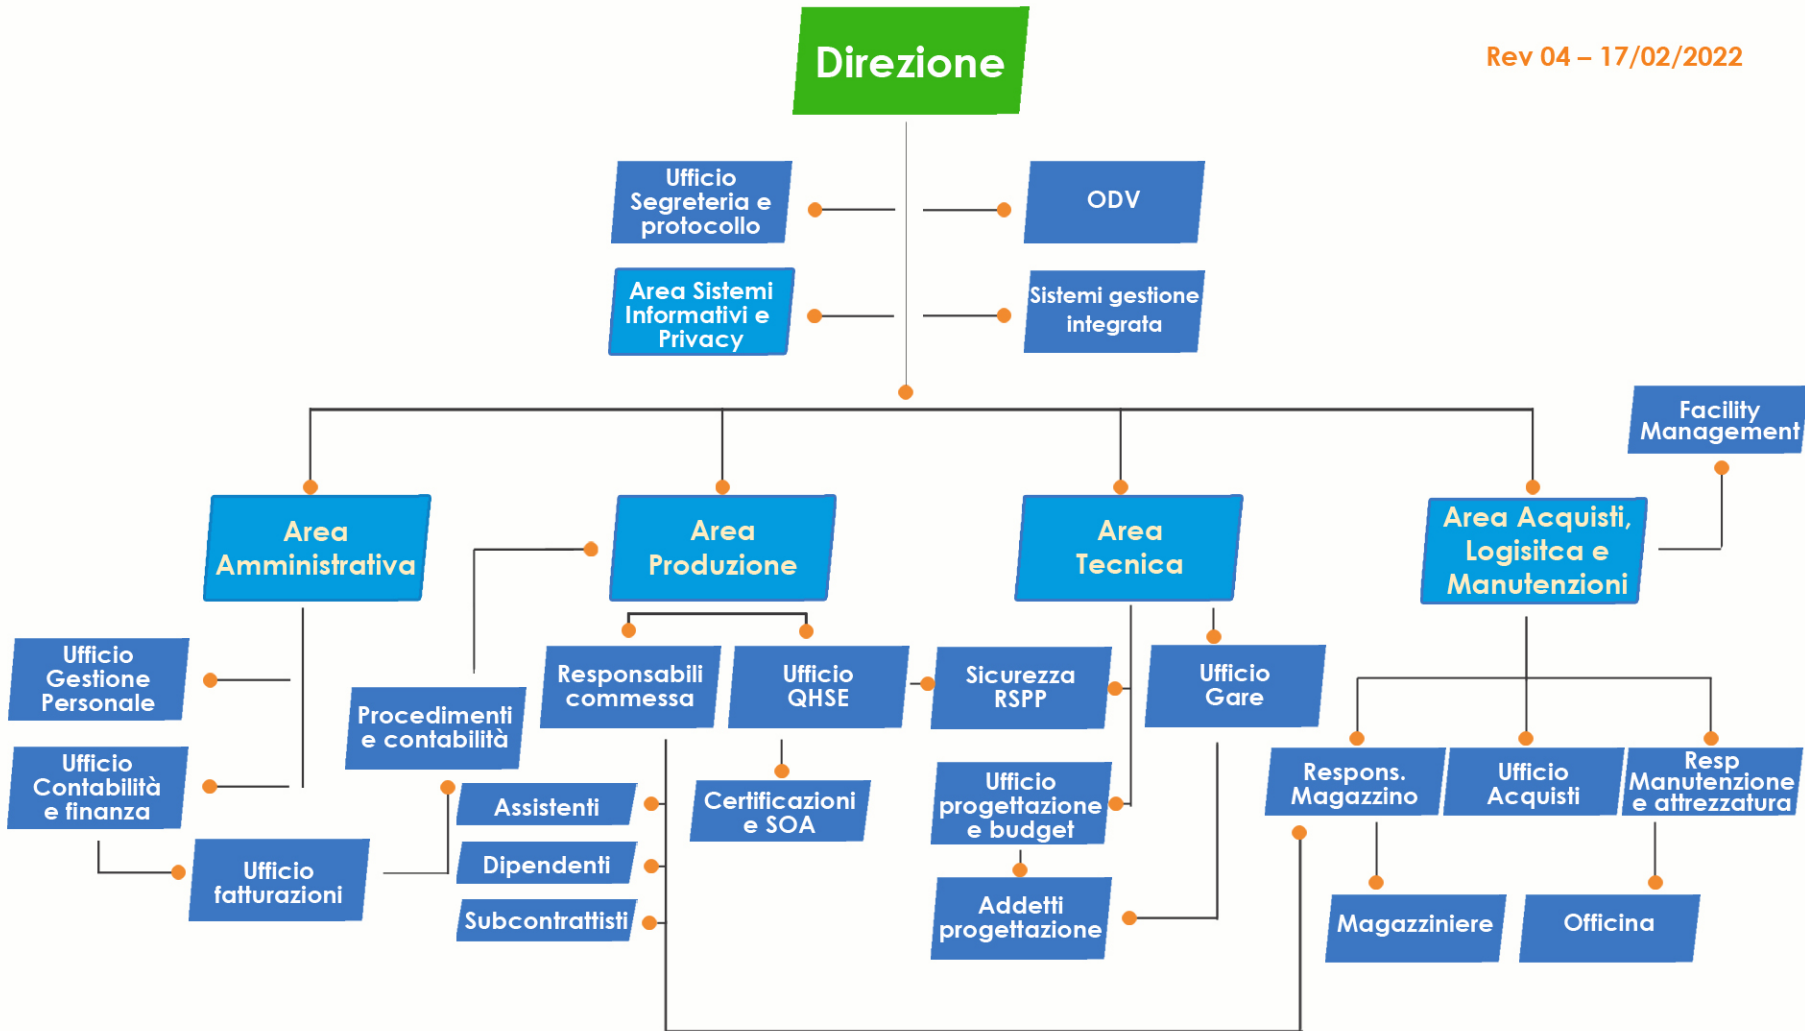 Direzione
Rev 04 – 17/02/2022
Ufficio
Segreteria e
protocollo
ODV
Area Sistemi
Informativi e
Privacy
Sistemi gestione
integrata
Facility
Management
Area
Amministrativa
Area
Produzione
Area
Tecnica
Area Acquisti,
Logisitca e
Manutenzioni
Ufficio
Gestione
Personale
Procedimenti
e contabilità
Responsabili
commessa
Ufficio
QHSE
Sicurezza
RSPP
Ufficio
Gare
Ufficio
Contabilità
e finanza
Assistenti
Certificazioni
e SOA
Ufficio
progettazione
e budget
Respons.
Magazzino
Ufficio
Acquisti
Resp
Manutenzione
e attrezzatura
Ufficio
fatturazioni
Dipendenti
Subcontrattisti
Addetti
progettazione
Magazziniere
Officina